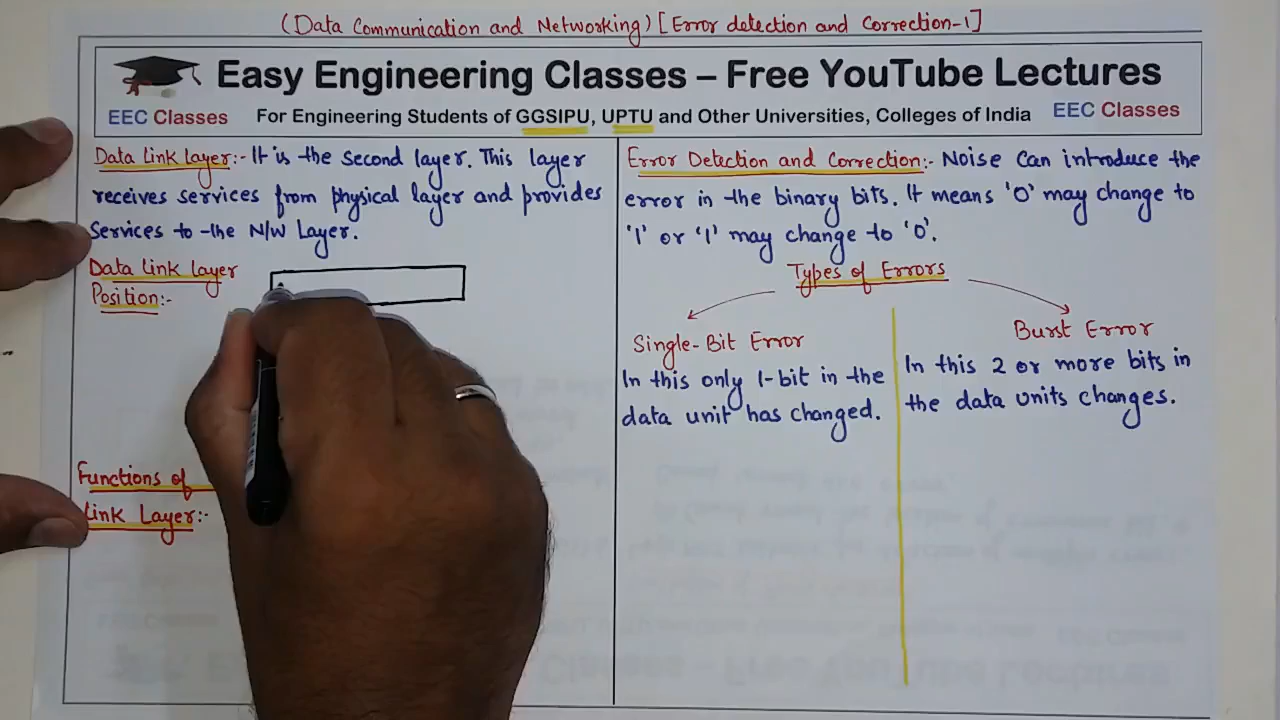 (Data Communication and Networking) [Error detection and Correction-1]
Easy Engineering Classes – Free YouTube Lectures
EEC Classes
For Engineering Students of GGSIPU, UPTU and Other Universities, Colleges of India
EEC Classes
Data Link layer:- It is the second layer. This layer
receives services from physical layer and provides
Services to the N/W Layer.
Data Link layer
Position:-
Functions of
Link Layer:-
Error Detection and Correction:- Noise can introduce the
error in the binary bits. It means '0' may change to
'1' or '1' may change to '0'.
Types of Errors
Single-Bit Error
In this only 1-bit in the
data unit has changed.
Burst Error
In this 2 or more bits in
the data units changes.